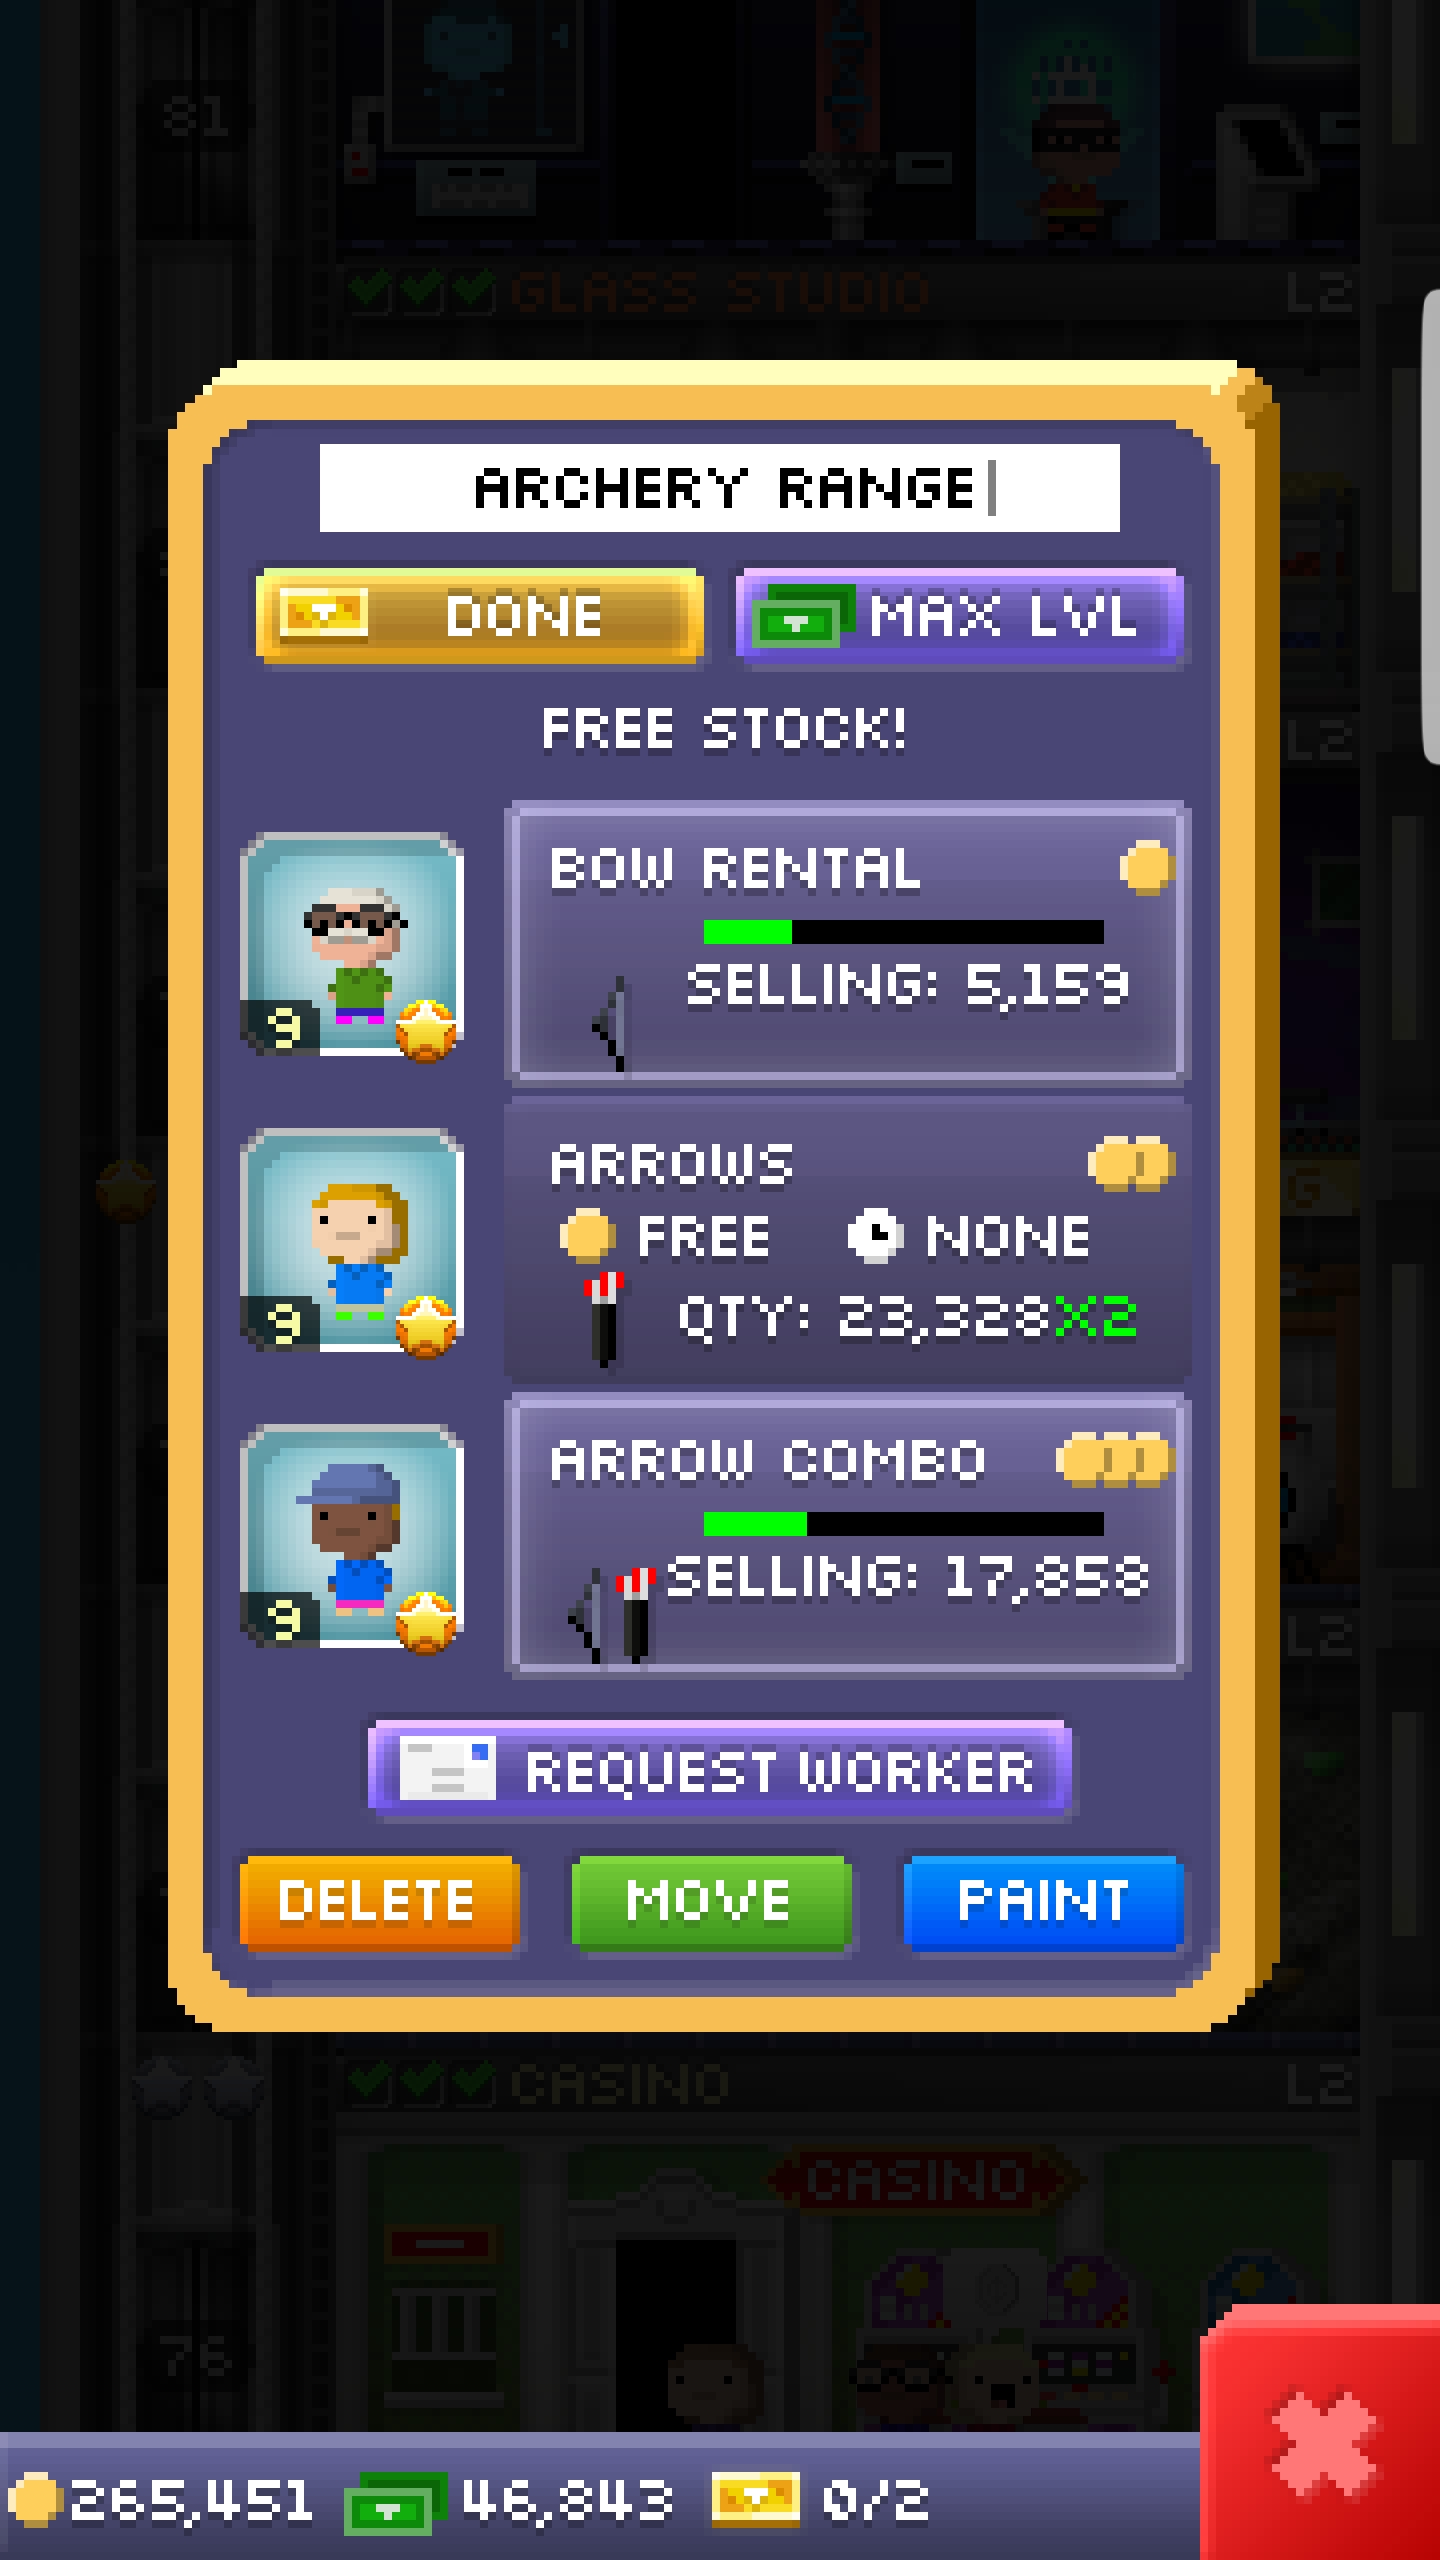 81
GLASS STUDIO L2
ARCHERY RANGE
DONE MAX LVL
FREE STOCK!
L2
BOW RENTAL
SELLING: 5,159
9
ARROWS
FREE NONE
QTY: 23,328X2
9
ARROW COMBO
SELLING: 17,858
9
L2
REQUEST WORKER
DELETE MOVE PAINT
CASINO L2
CASINO
76
265,451 46,843 0/2